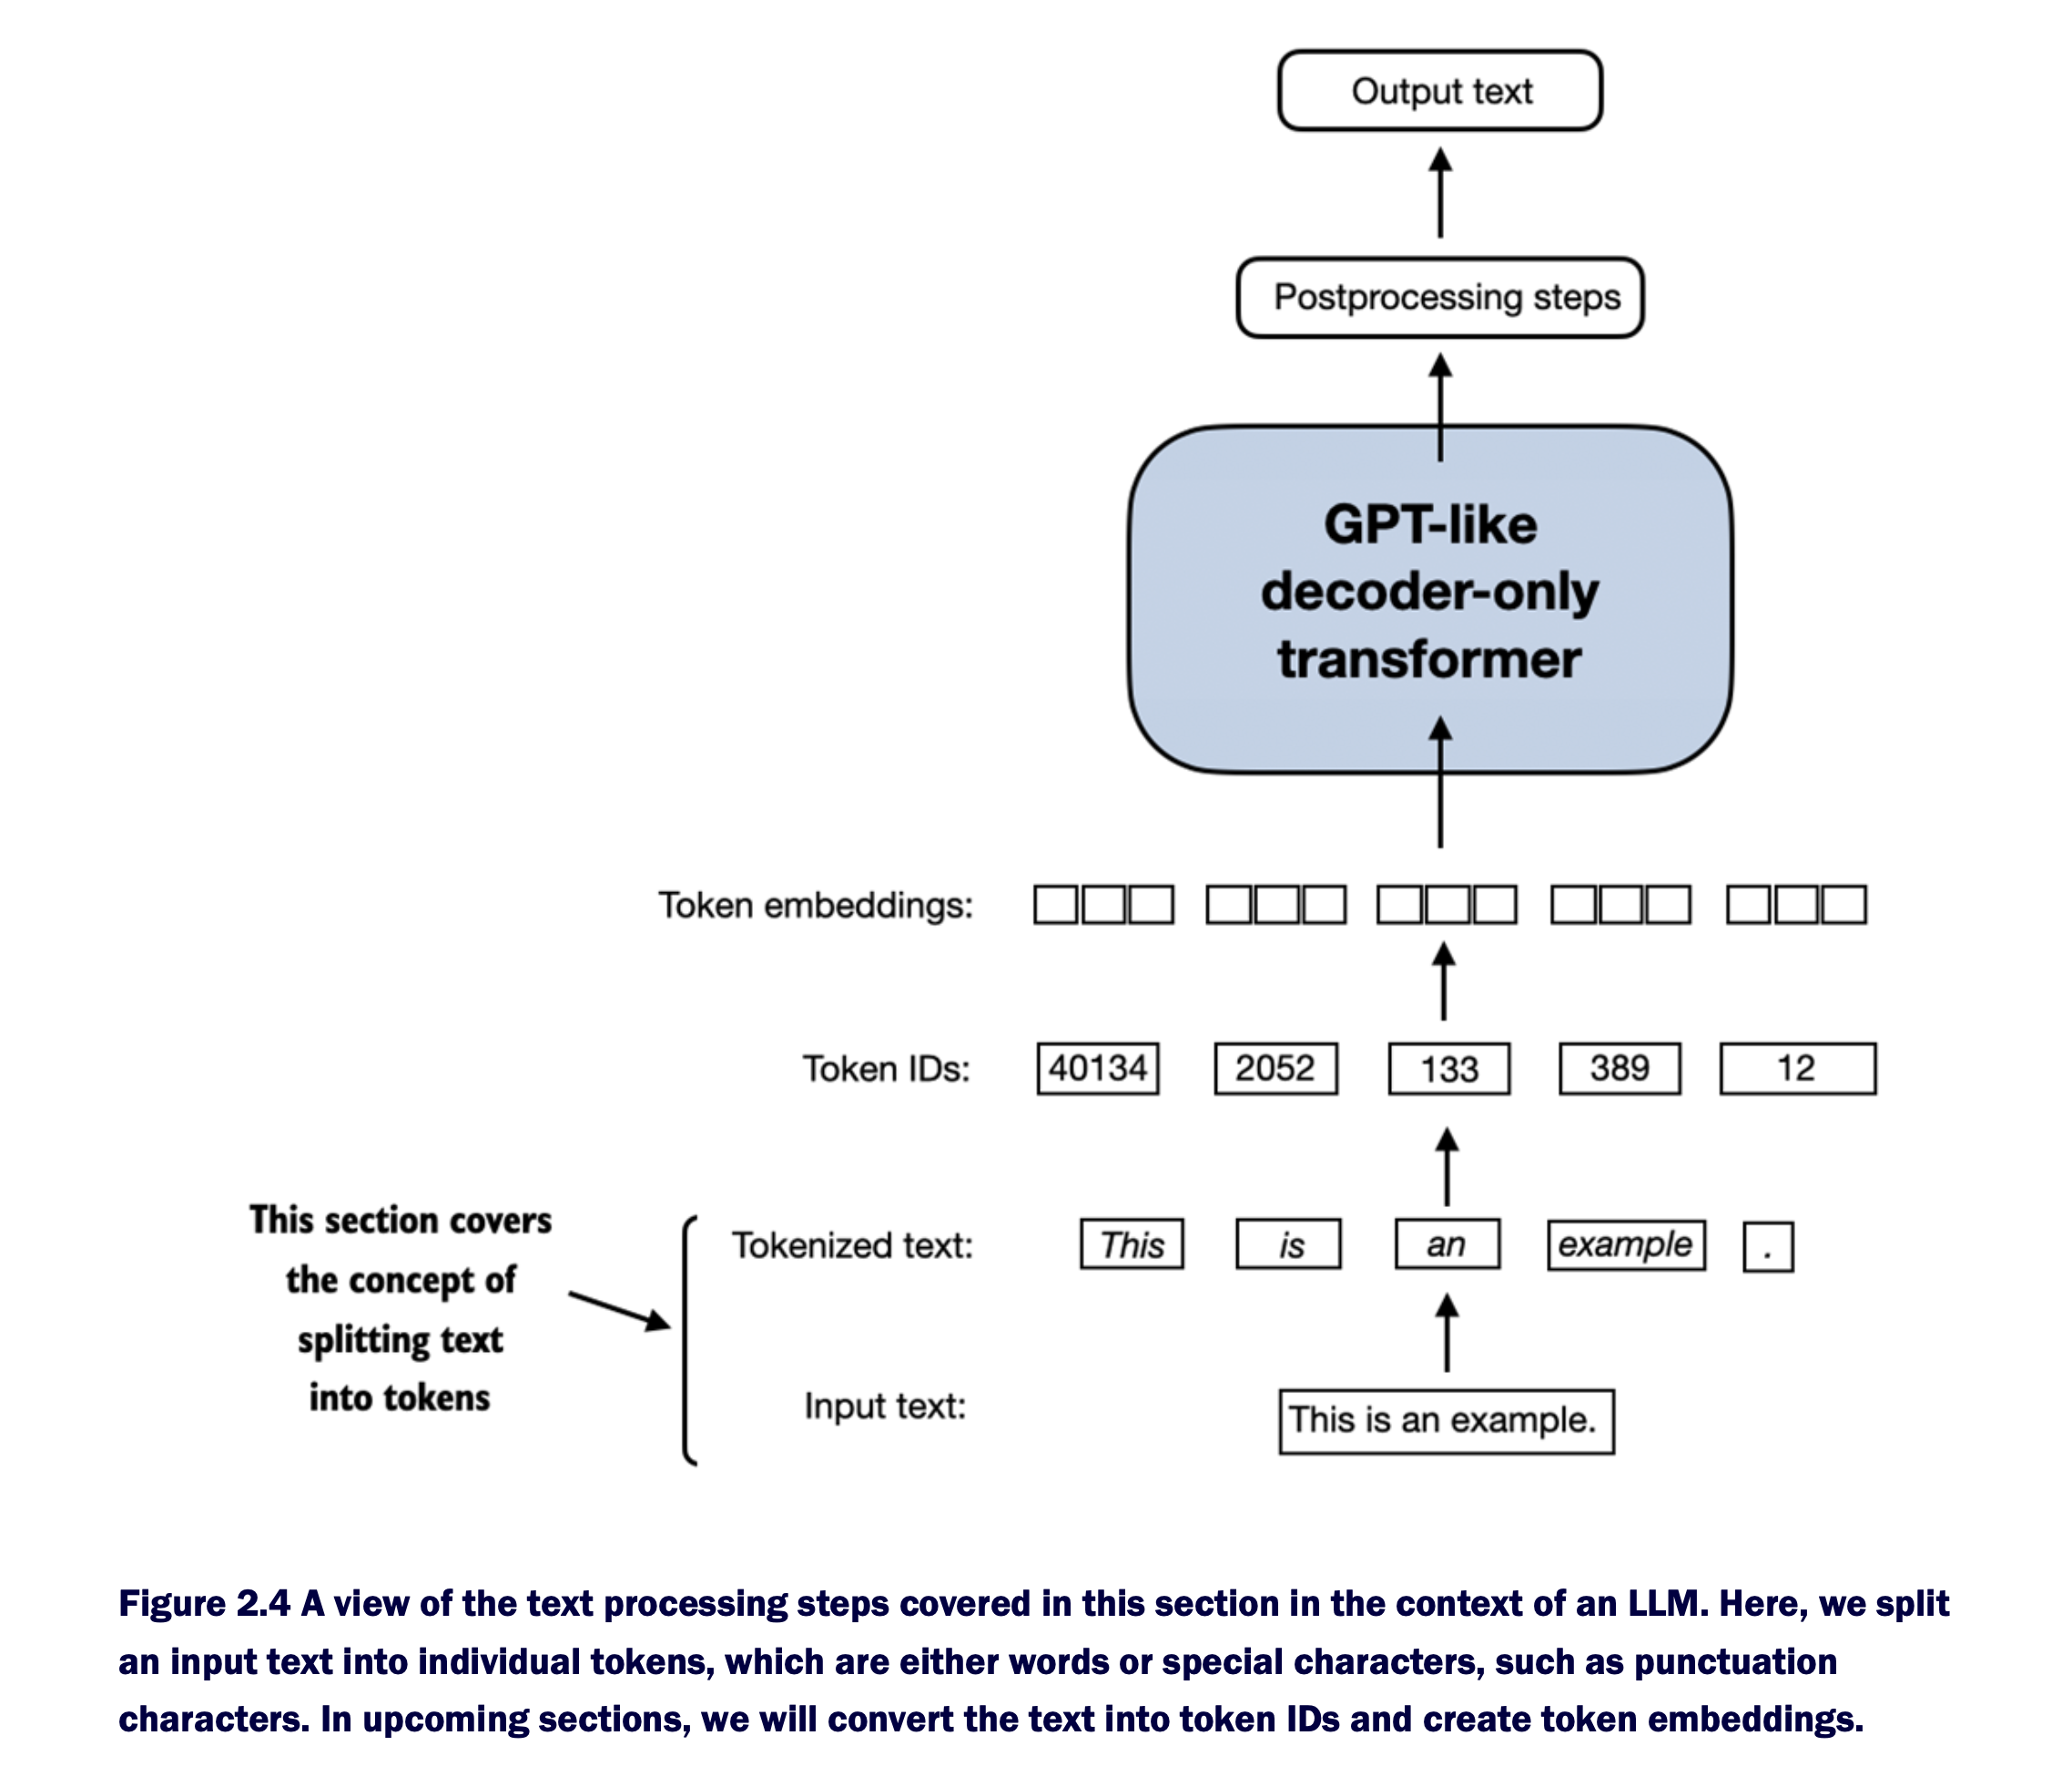 Output text
Postprocessing steps
GPT-like
decoder-only
transformer
Token embeddings:
Token IDs: 40134 2052 133 389 12
This section covers
the concept of
splitting text
into tokens
Tokenized text: This is an example .
Input text: This is an example.
Figure 2.4 A view of the text processing steps covered in this section in the context of an LLM. Here, we split
an input text into individual tokens, which are either words or special characters, such as punctuation
characters. In upcoming sections, we will convert the text into token IDs and create token embeddings.